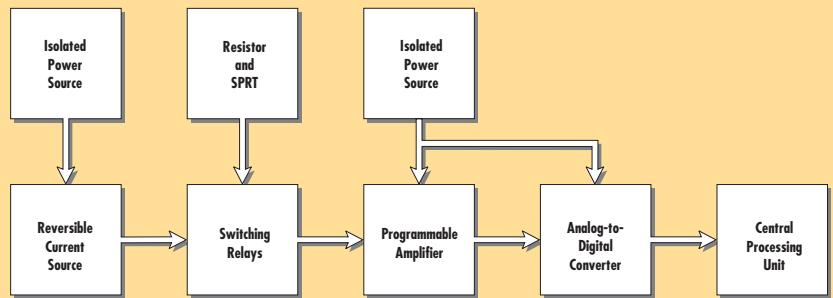 Isolated
Power
Source
Resistor
and
SPRT
Isolated
Power
Source
Reversible
Current
Source
Switching
Relays
Programmable
Amplifier
Analog-to-
Digital
Converter
Central
Processing
Unit